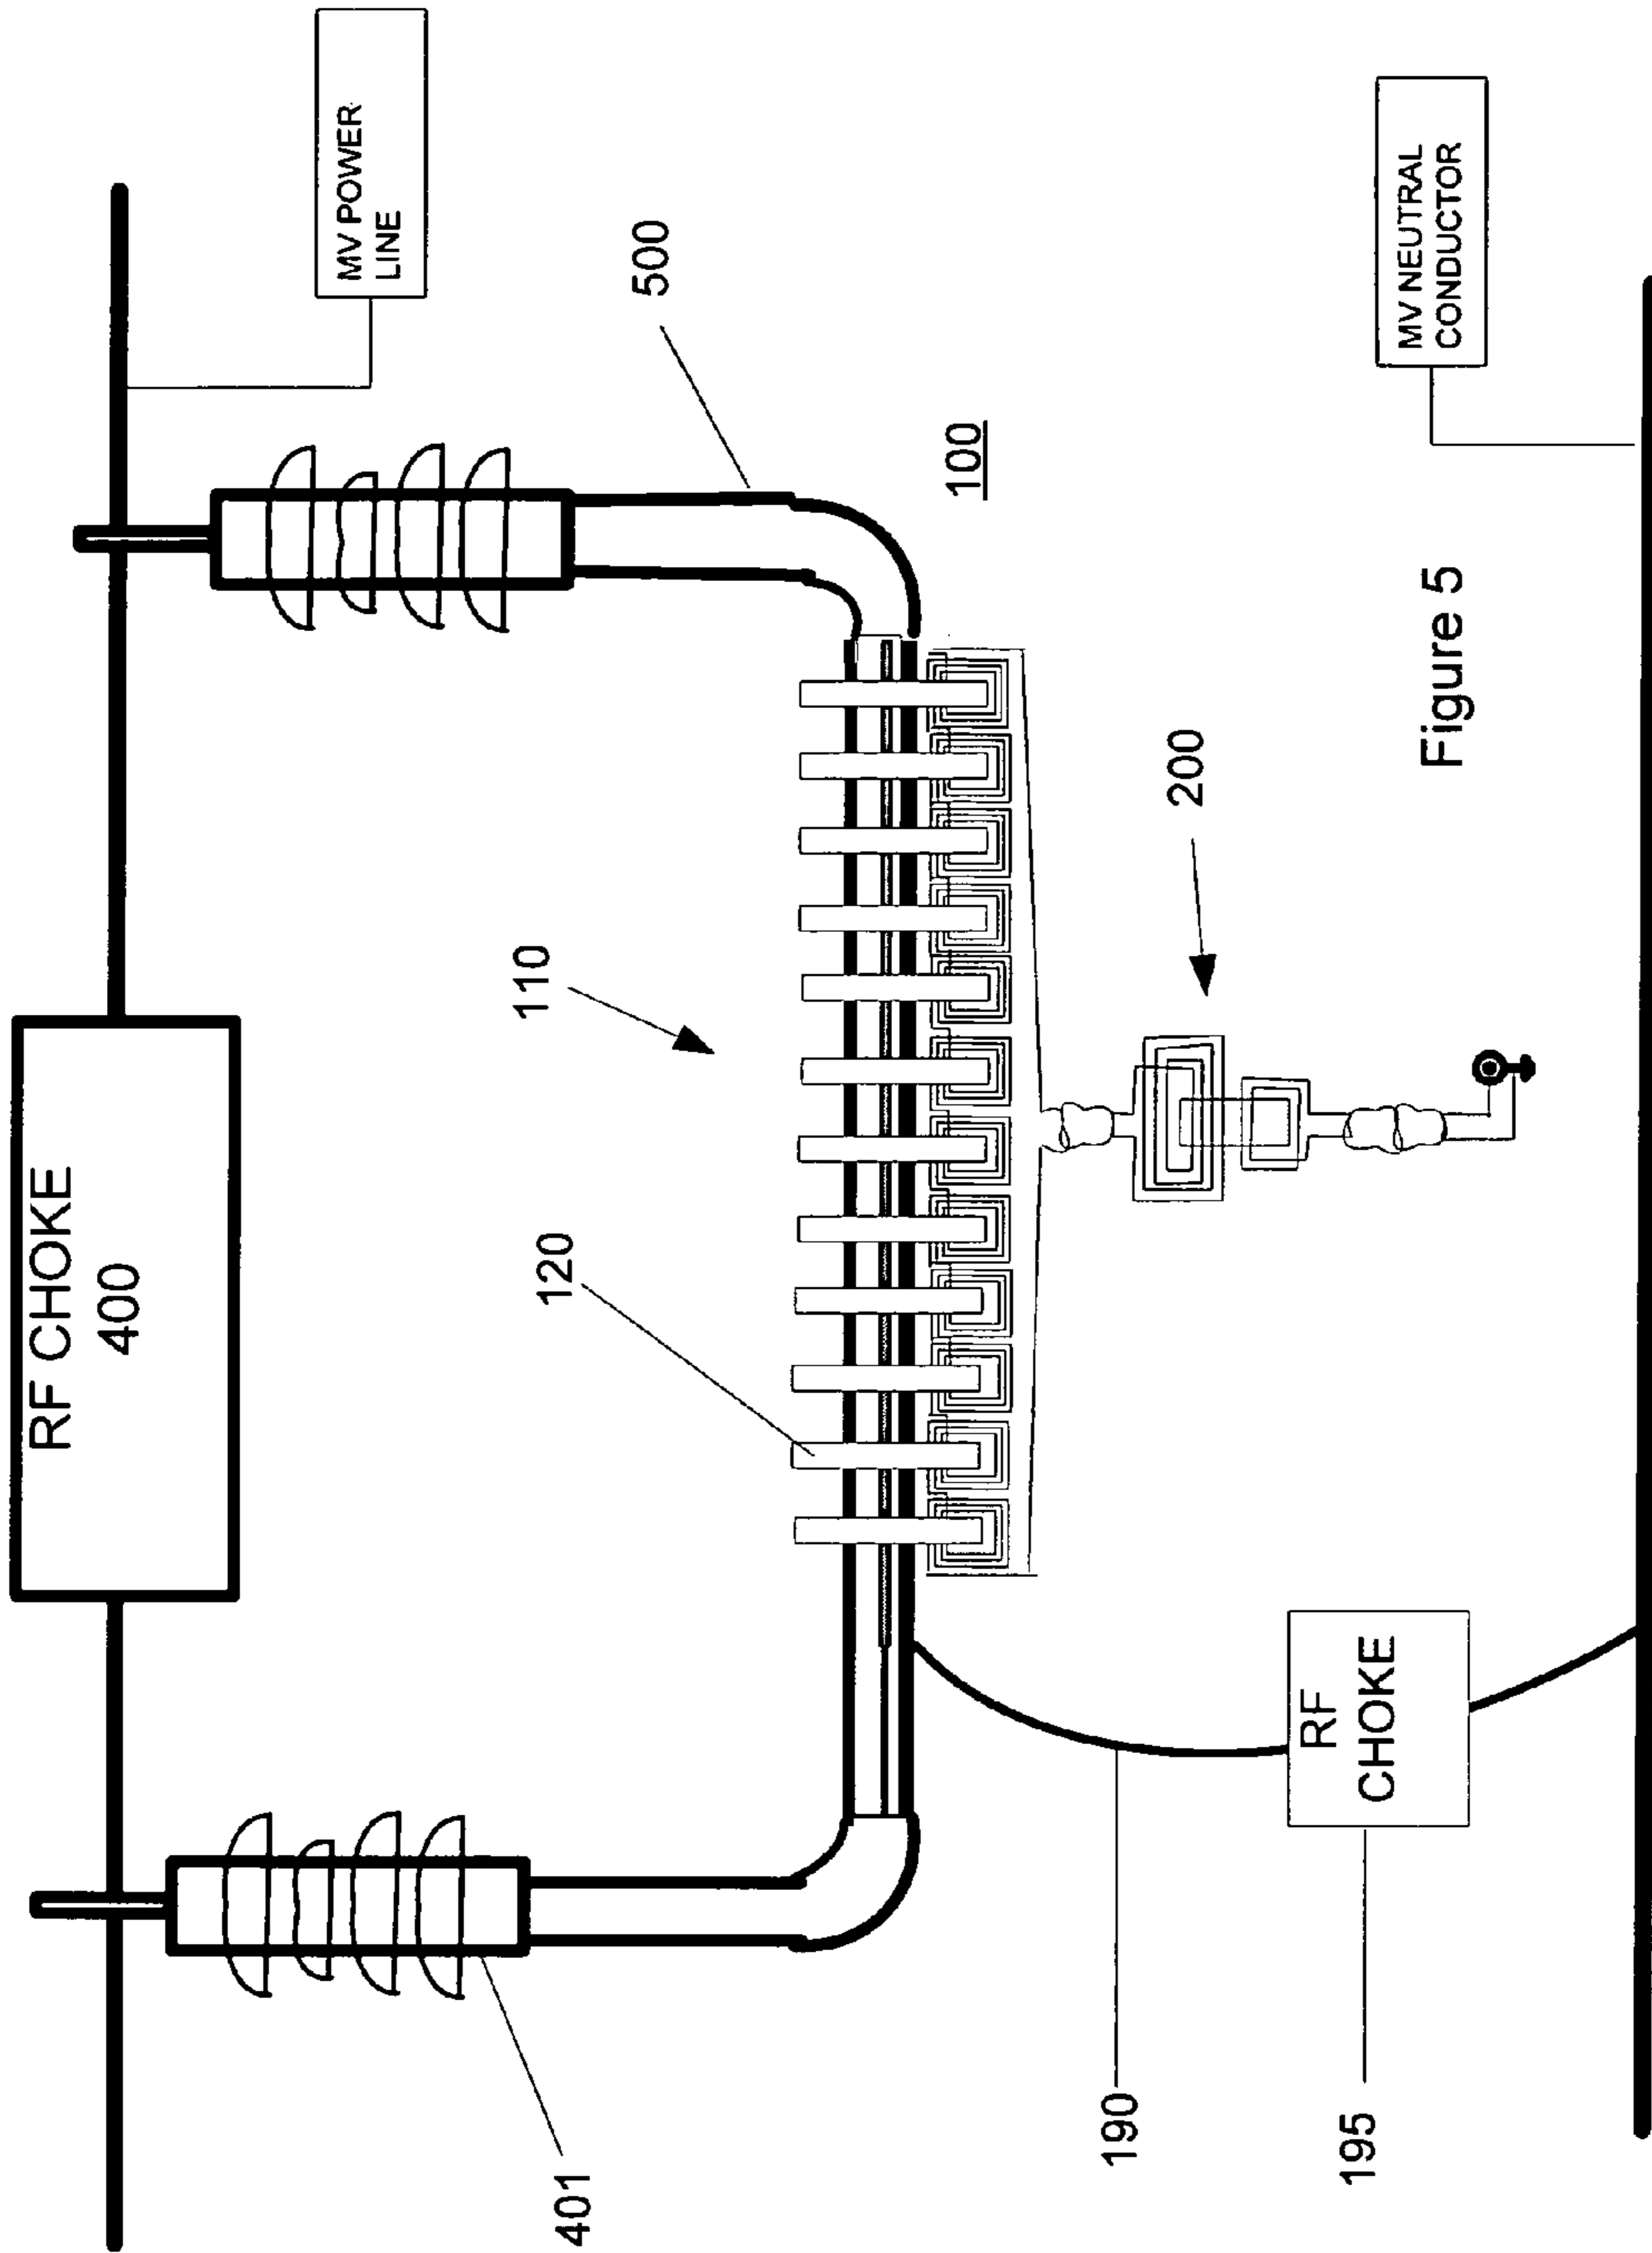 RF CHOKE
400
MV POWER
LINE
500
110
120
100
401
200
190
RF
CHOKE
195
MV NEUTRAL
CONDUCTOR
Figure 5